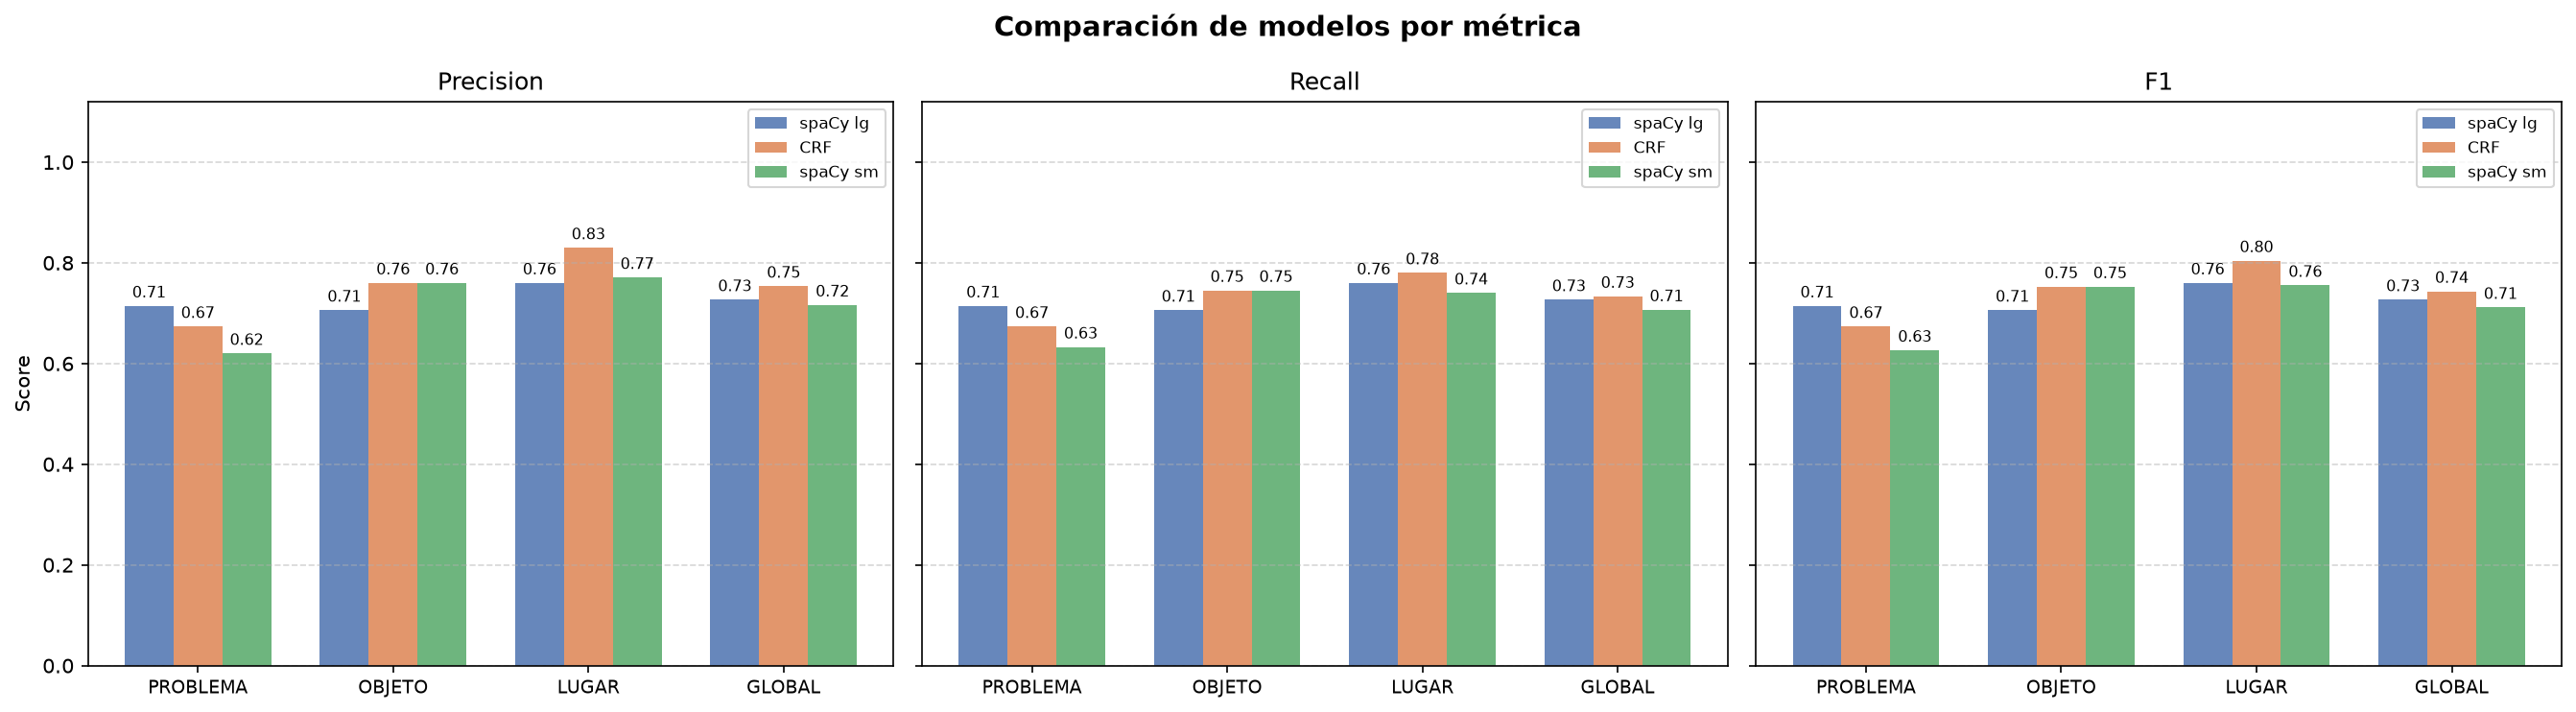 Comparación de modelos por métrica
Precision
Recall
F1
Score
1.0
0.8
0.6
0.4
0.2
0.0
spaCy lg
CRF
spaCy sm
0.71
0.67
0.62
0.71
0.76
0.76
0.76
0.83
0.77
0.73
0.75
0.72
PROBLEMA
OBJETO
LUGAR
GLOBAL
spaCy lg
CRF
spaCy sm
0.71
0.67
0.63
0.71
0.75
0.75
0.76
0.78
0.74
0.73
0.73
0.71
PROBLEMA
OBJETO
LUGAR
GLOBAL
spaCy lg
CRF
spaCy sm
0.71
0.67
0.63
0.71
0.75
0.75
0.76
0.80
0.76
0.73
0.74
0.71
PROBLEMA
OBJETO
LUGAR
GLOBAL